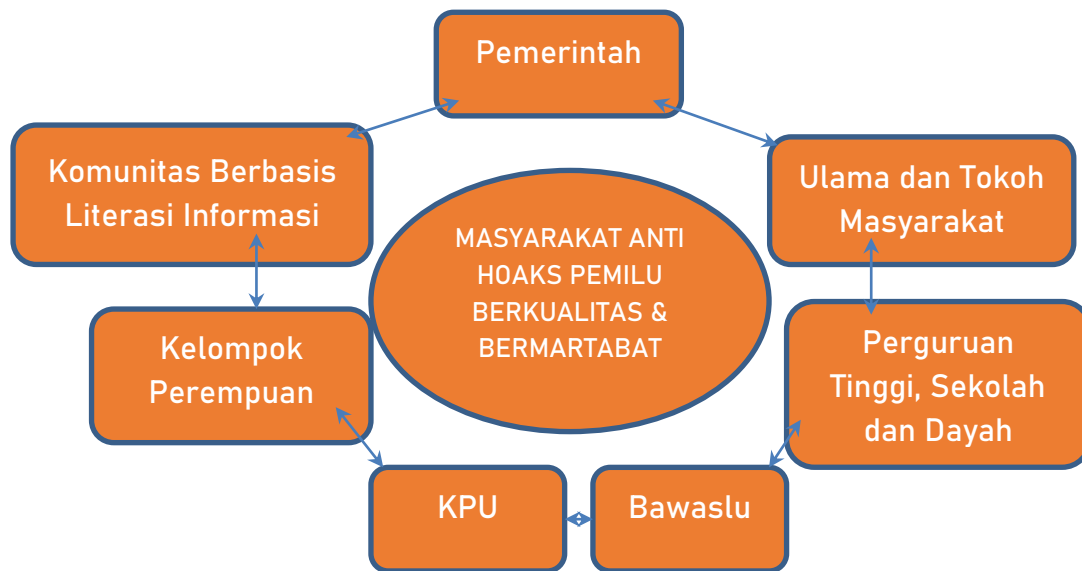 Pemerintah
Komunitas Berbasis
Literasi Informasi
Ulama dan Tokoh
Masyarakat
MASYARAKAT ANTI
HOAKS PEMILU
BERKUALITAS &
BERMARTABAT
Kelompok
Perempuan
Perguruan
Tinggi, Sekolah
dan Dayah
KPU
Bawaslu